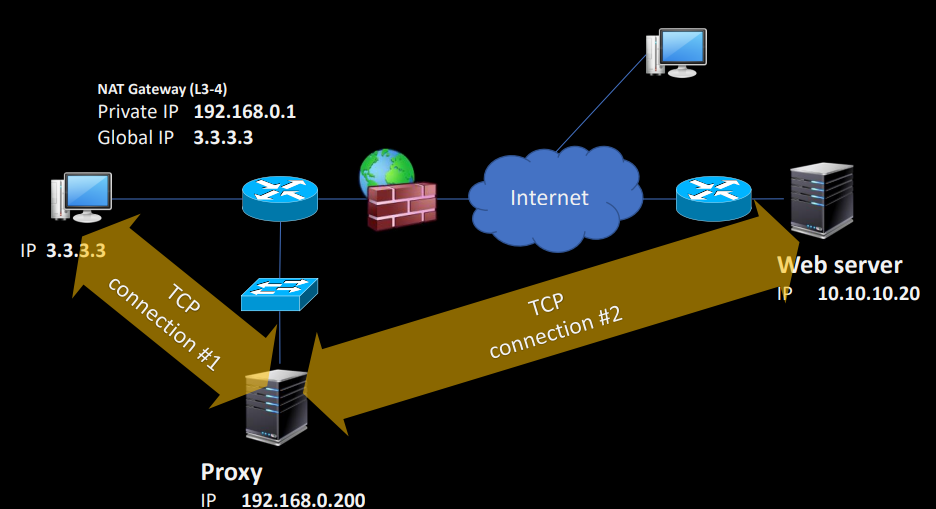 NAT Gateway (L3-4)
Private IP 192.168.0.1
Global IP 3.3.3.3
Internet
IP 3.3.3.3
TCP
connection #1
TCP
connection #2
Web server
IP 10.10.10.20
Proxy
IP 192.168.0.200